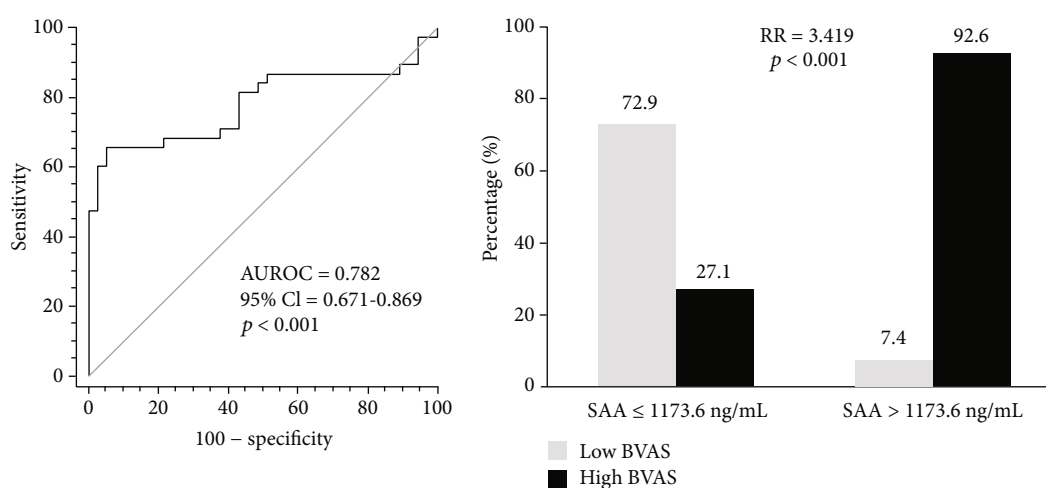 100
80
60
40
20
0
Sensitivity
0 20 40 60 80 100
100 − specificity
AUROC = 0.782
95% Cl = 0.671-0.869
p < 0.001
100
80
60
40
20
0
Percentage (%)
RR = 3.419
p < 0.001
72.9
27.1
7.4
92.6
SAA ≤ 1173.6 ng/mL
SAA > 1173.6 ng/mL
Low BVAS
High BVAS